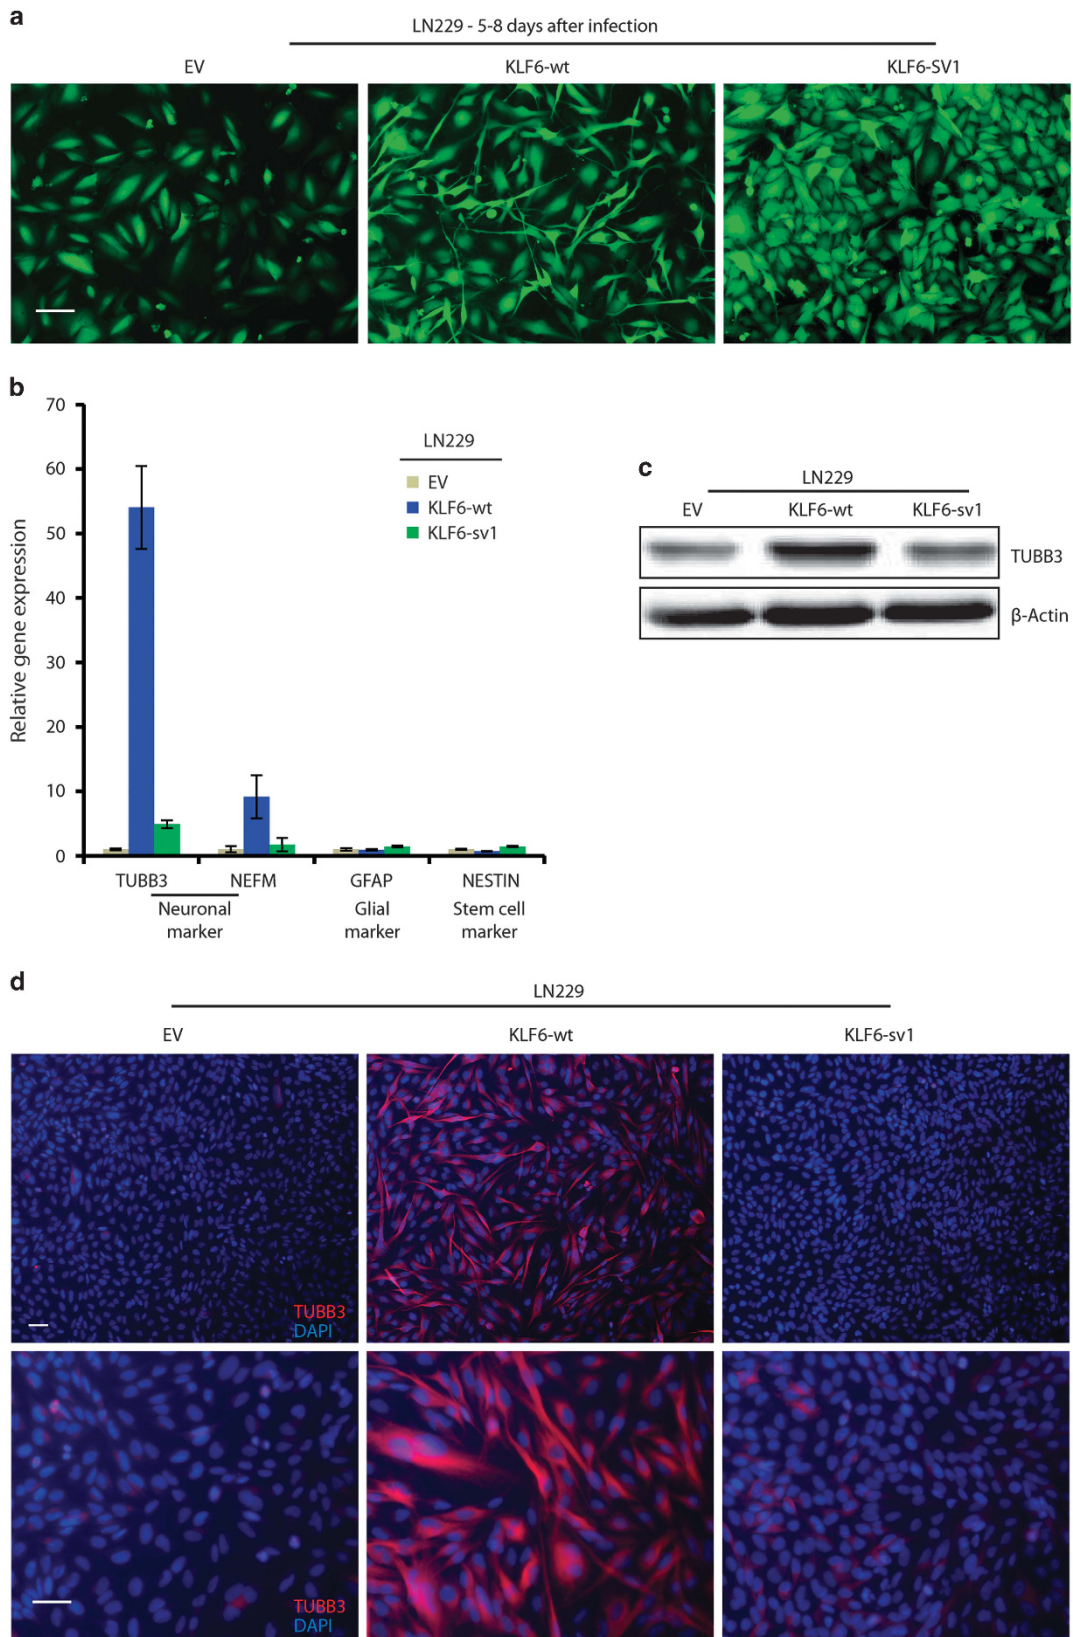 a
LN229 - 5-8 days after infection
EV
KLF6-wt
KLF6-SV1
b
70
60
50
40
30
20
10
0
Relative gene expression
LN229
EV
KLF6-wt
KLF6-sv1
TUBB3
NEFM
GFAP
NESTIN
Neuronal
marker
Glial
marker
Stem cell
marker
c
LN229
EV
KLF6-wt
KLF6-sv1
TUBB3
β-Actin
d
LN229
EV
KLF6-wt
KLF6-sv1
TUBB3
DAPI
TUBB3
DAPI